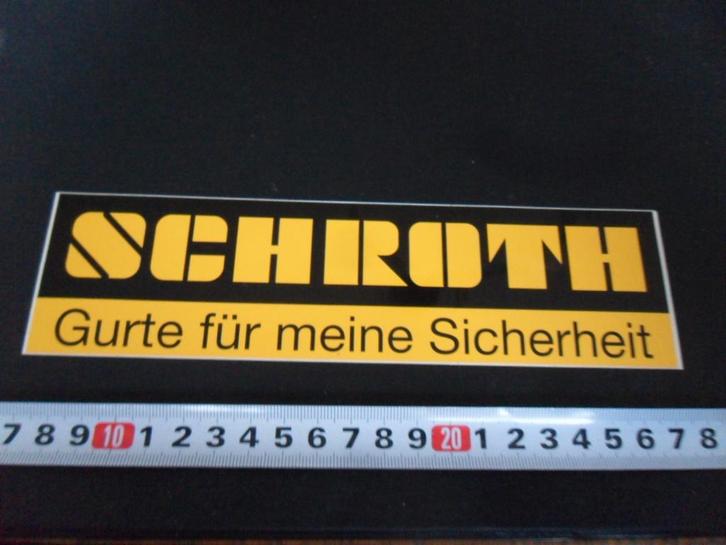 SCHROTH
Gurte für meine Sicherheit
7 8 9 10 1 2 3 4 5 6 7 8 9 20 1 2 3 4 5 6 7 8